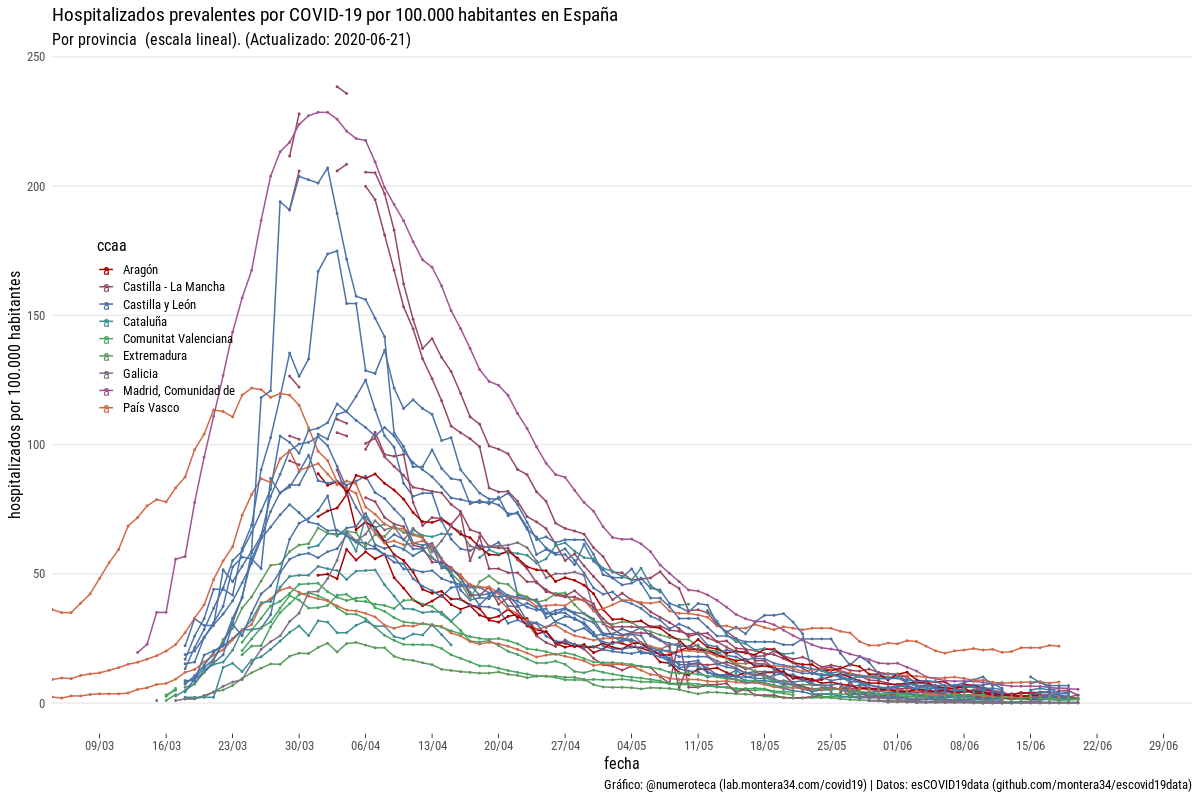 Hospitalizados prevalentes por COVID-19 por 100.000 habitantes en España
Por provincia  (escala lineal). (Actualizado: 2020-06-21)
250
200
150
100
50
0
hospitalizados por 100.000 habitantes
ccaa
Aragón
Castilla - La Mancha
Castilla y León
Cataluña
Comunitat Valenciana
Extremadura
Galicia
Madrid, Comunidad de
País Vasco
09/03 16/03 23/03 30/03 06/04 13/04 20/04 27/04 04/05 11/05 18/05 25/05 01/06 08/06 15/06 22/06 29/06
fecha
Gráfico: @numeroteca (lab.montera34.com/covid19) | Datos: esCOVID19data (github.com/montera34/escovid19data)